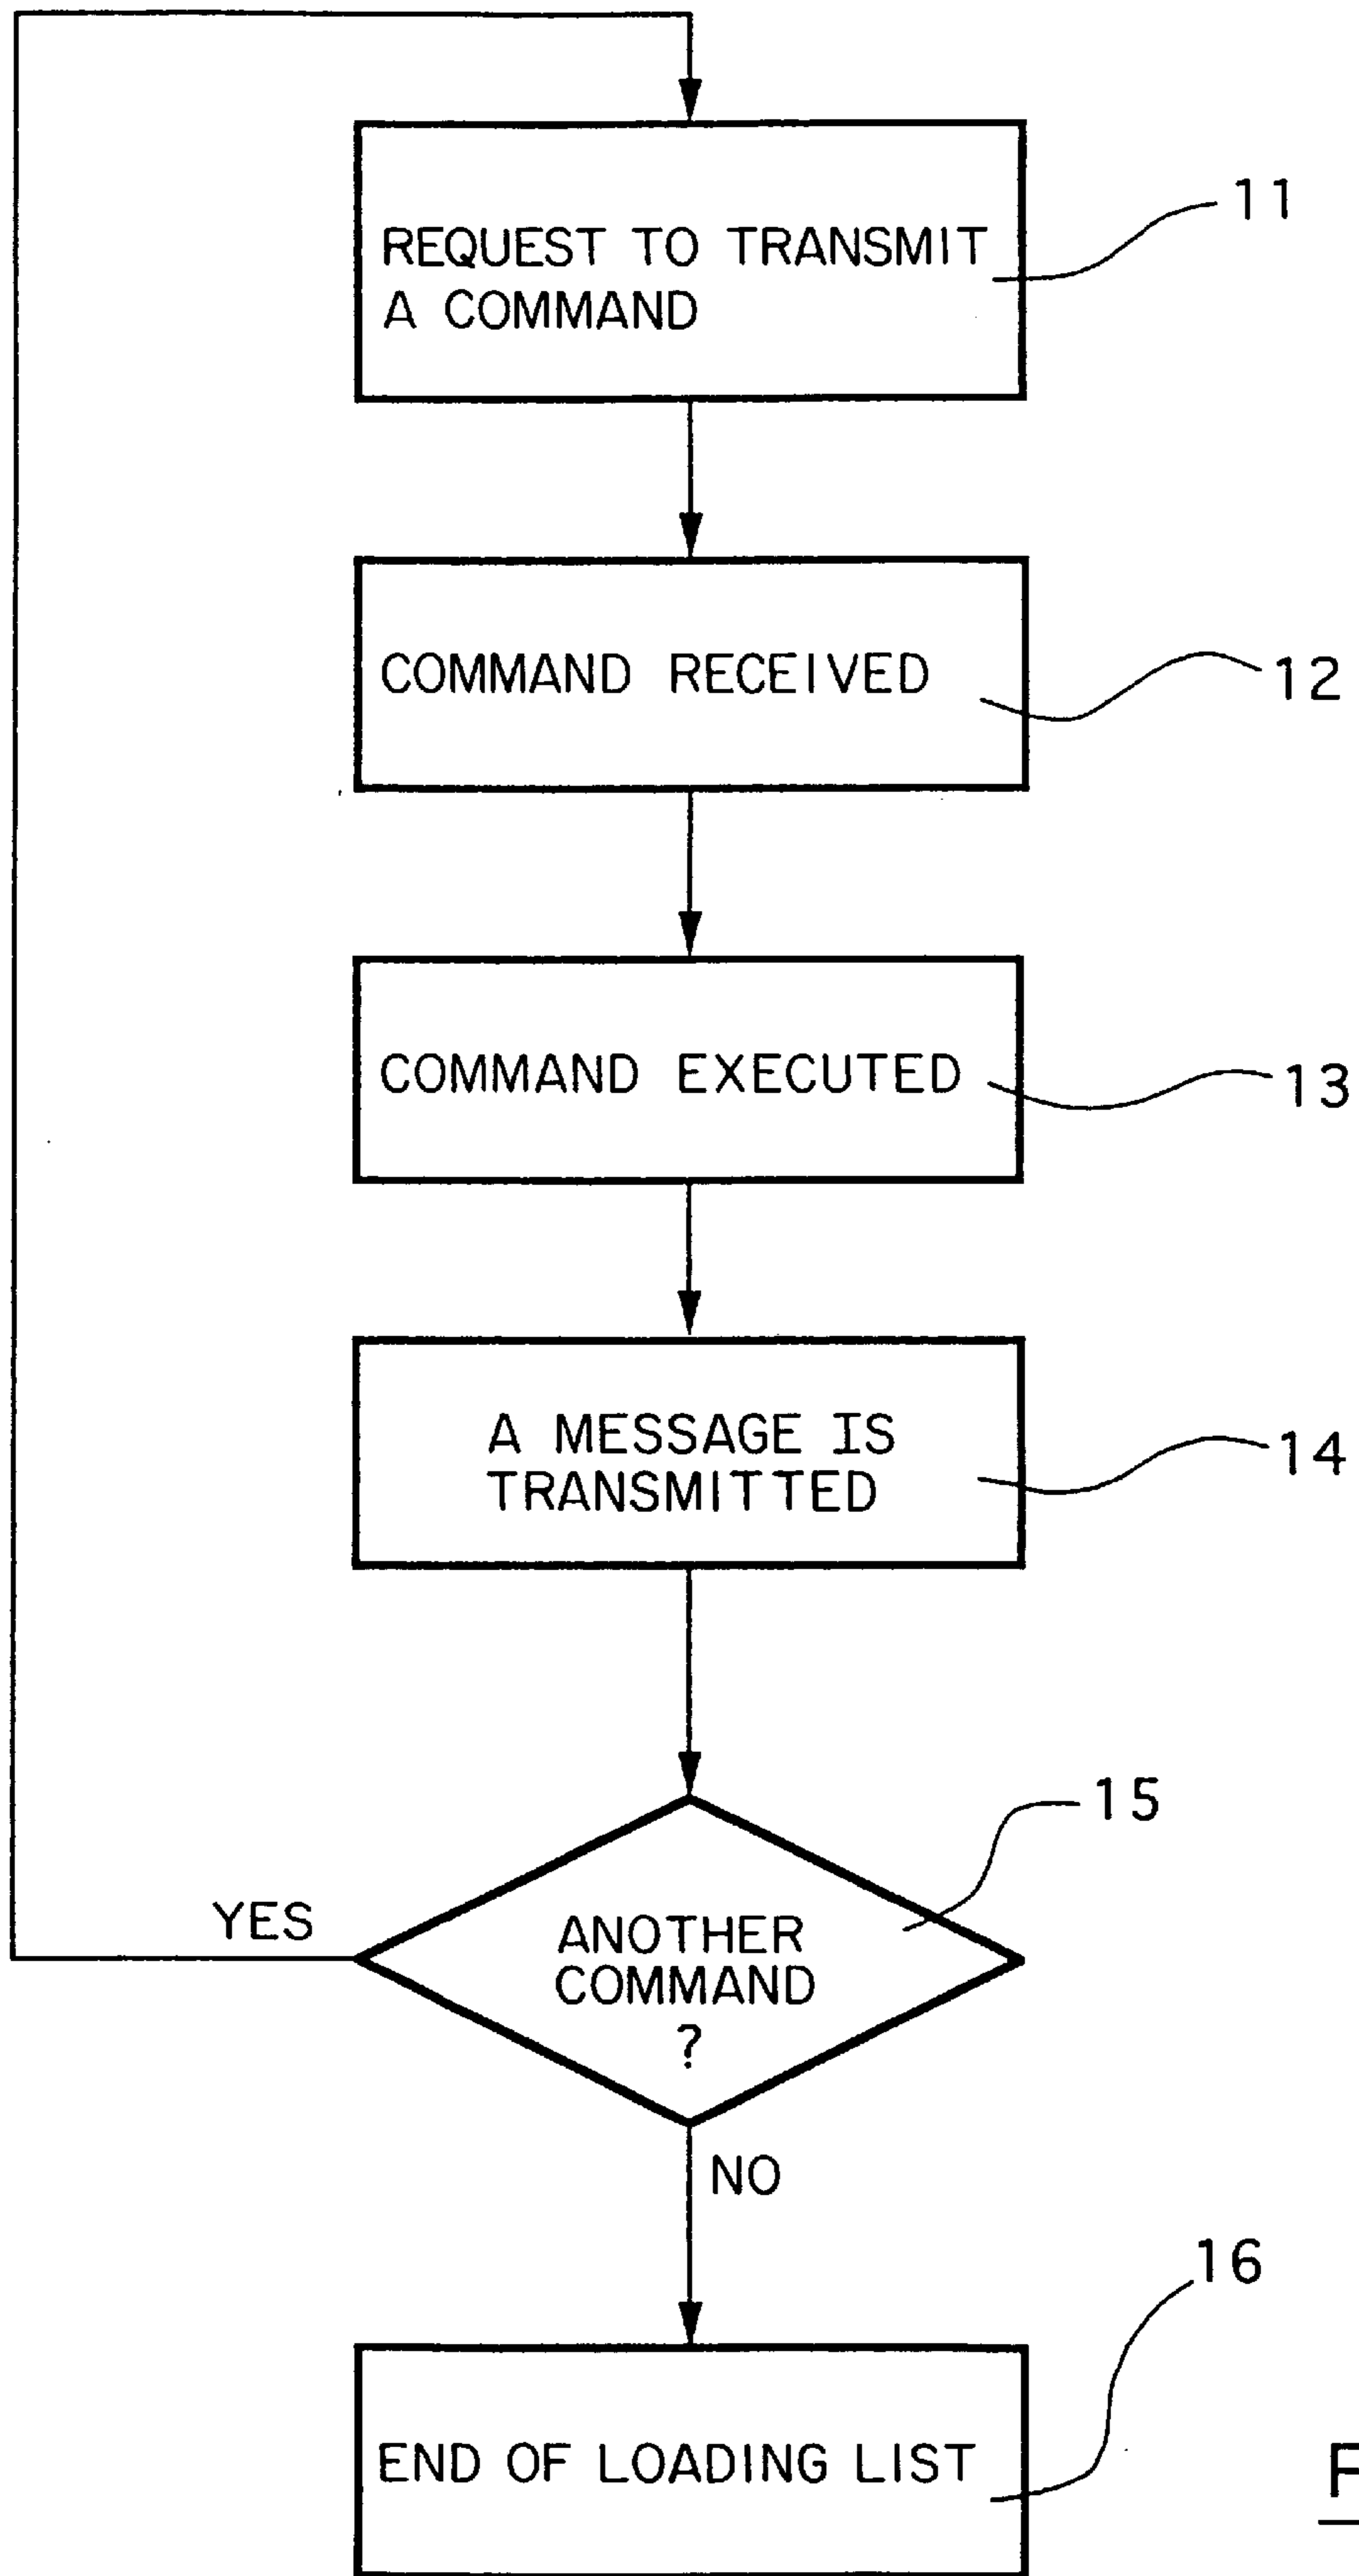 REQUEST TO TRANSMIT
A COMMAND
11
COMMAND RECEIVED
12
COMMAND EXECUTED
13
A MESSAGE IS
TRANSMITTED
14
15
ANOTHER
COMMAND
?
YES
NO
16
END OF LOADING LIST